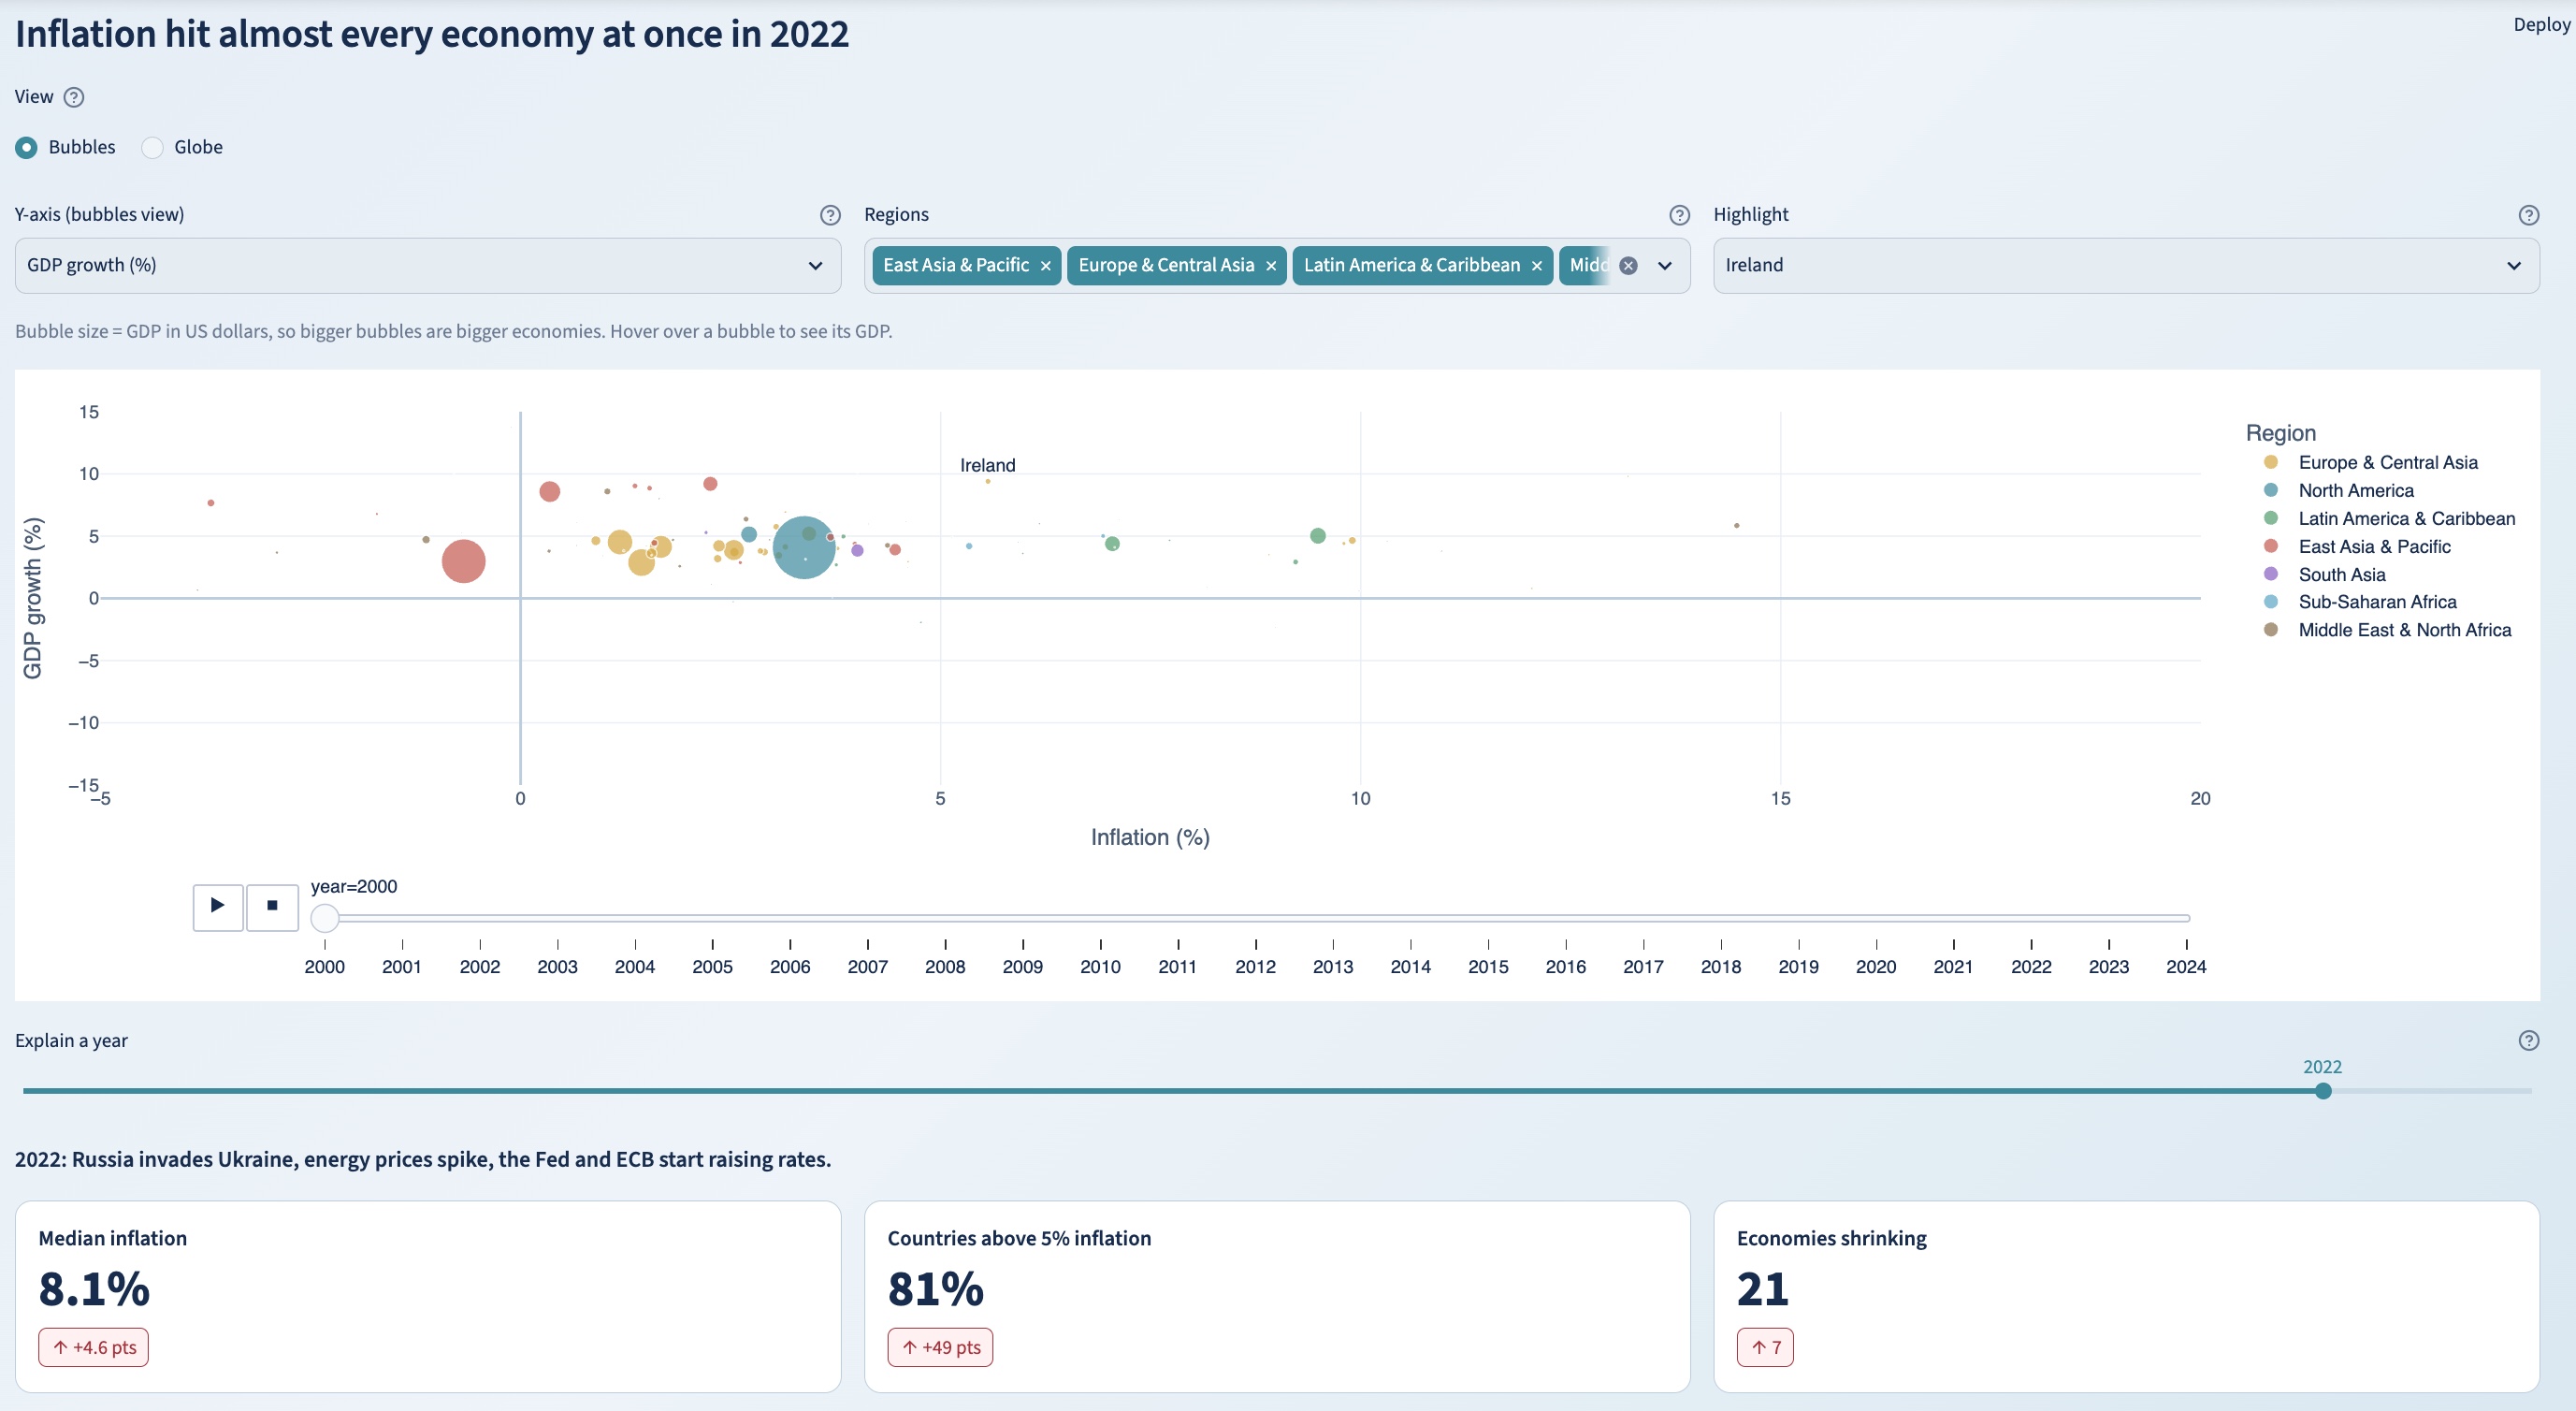 Inflation hit almost every economy at once in 2022
Deploy
View
Bubbles Globe
Y-axis (bubbles view)
GDP growth (%)
Regions
East Asia & Pacific × Europe & Central Asia × Latin America & Caribbean × Midd
Highlight
Ireland
Bubble size = GDP in US dollars, so bigger bubbles are bigger economies. Hover over a bubble to see its GDP.
15
10
5
0
−5
−10
−15
GDP growth (%)
Ireland
−5 0 5 10 15 20
Inflation (%)
Region
Europe & Central Asia
North America
Latin America & Caribbean
East Asia & Pacific
South Asia
Sub-Saharan Africa
Middle East & North Africa
year=2000
2000 2001 2002 2003 2004 2005 2006 2007 2008 2009 2010 2011 2012 2013 2014 2015 2016 2017 2018 2019 2020 2021 2022 2023 2024
Explain a year
2022
2022: Russia invades Ukraine, energy prices spike, the Fed and ECB start raising rates.
Median inflation
8.1%
↑ +4.6 pts
Countries above 5% inflation
81%
↑ +49 pts
Economies shrinking
21
↑ 7